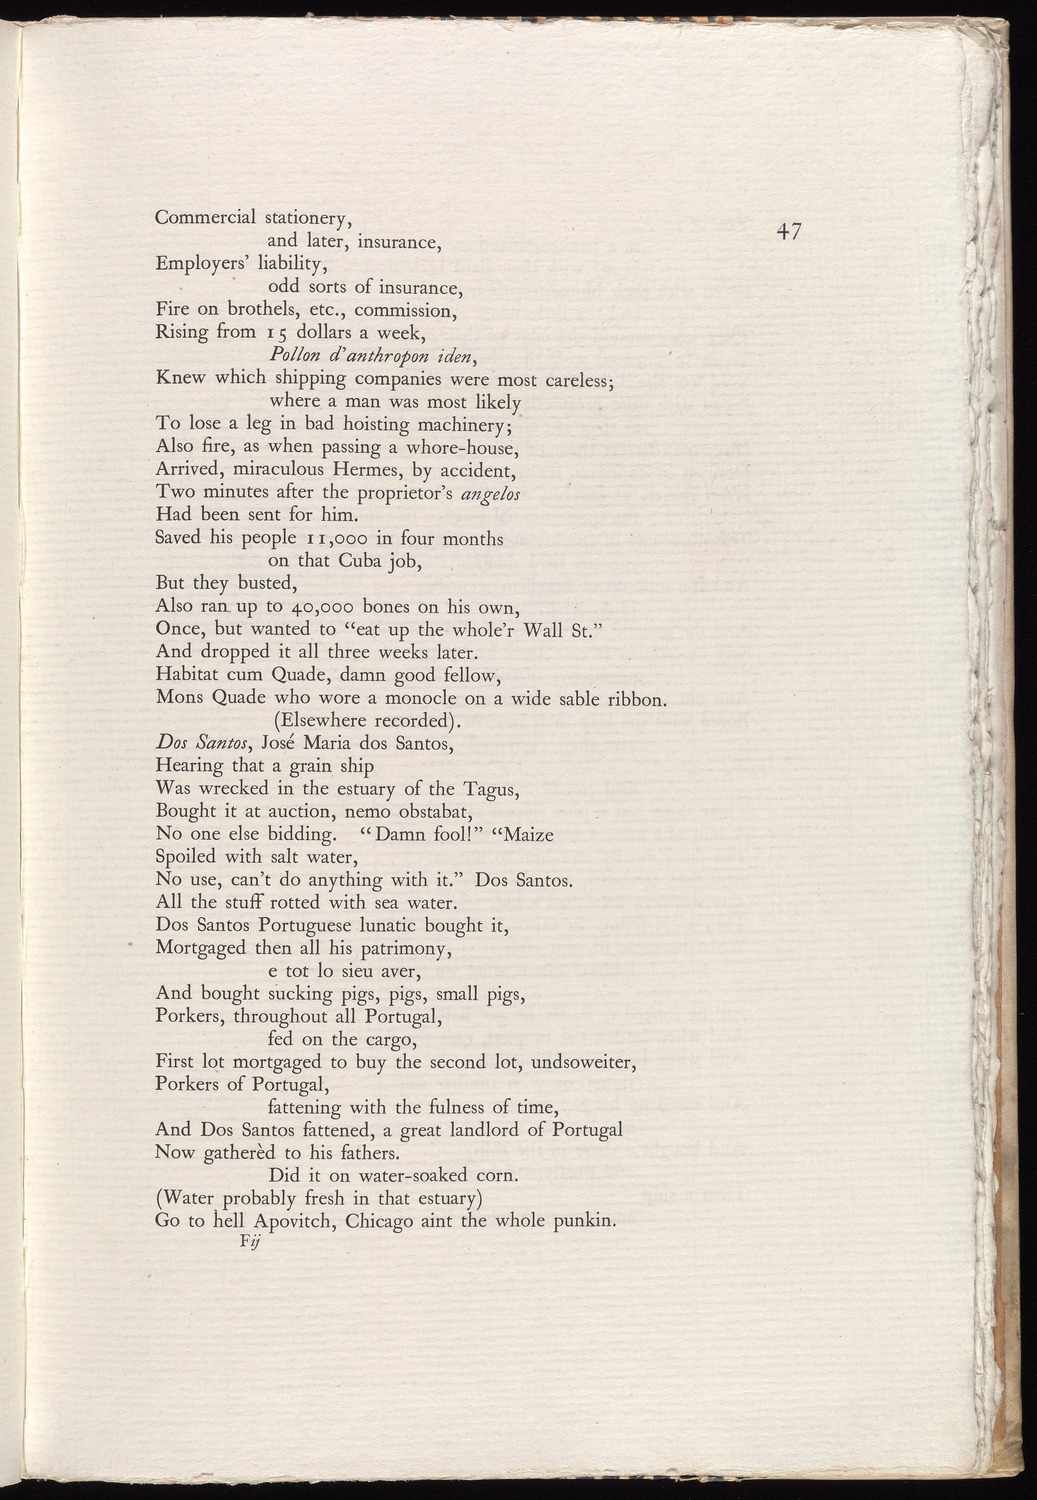 47
Commercial stationery,
and later, insurance,
Employers’ liability,
odd sorts of insurance,
Fire on brothels, etc., commission,
Rising from 15 dollars a week,
Pollon d’anthropon iden,
Knew which shipping companies were most careless;
where a man was most likely
To lose a leg in bad hoisting machinery;
Also fire, as when passing a whore-house,
Arrived, miraculous Hermes, by accident,
Two minutes after the proprietor’s angelos
Had been sent for him.
Saved his people 11,000 in four months
on that Cuba job,
But they busted,
Also ran up to 40,000 bones on his own,
Once, but wanted to “eat up the whole’r Wall St.”
And dropped it all three weeks later.
Habitat cum Quade, damn good fellow,
Mons Quade who wore a monocle on a wide sable ribbon.
(Elsewhere recorded).
Dos Santos, José Maria dos Santos,
Hearing that a grain ship
Was wrecked in the estuary of the Tagus,
Bought it at auction, nemo obstabat,
No one else bidding. “Damn fool!” “Maize
Spoiled with salt water,
No use, can’t do anything with it.” Dos Santos.
All the stuff rotted with sea water.
Dos Santos Portuguese lunatic bought it,
Mortgaged then all his patrimony,
e tot lo sieu aver,
And bought sucking pigs, pigs, small pigs,
Porkers, throughout all Portugal,
fed on the cargo,
First lot mortgaged to buy the second lot, undsoweiter,
Porkers of Portugal,
fattening with the fulness of time,
And Dos Santos fattened, a great landlord of Portugal
Now gatherèd to his fathers.
Did it on water-soaked corn.
(Water probably fresh in that estuary)
Go to hell Apovitch, Chicago aint the whole punkin.
Fij